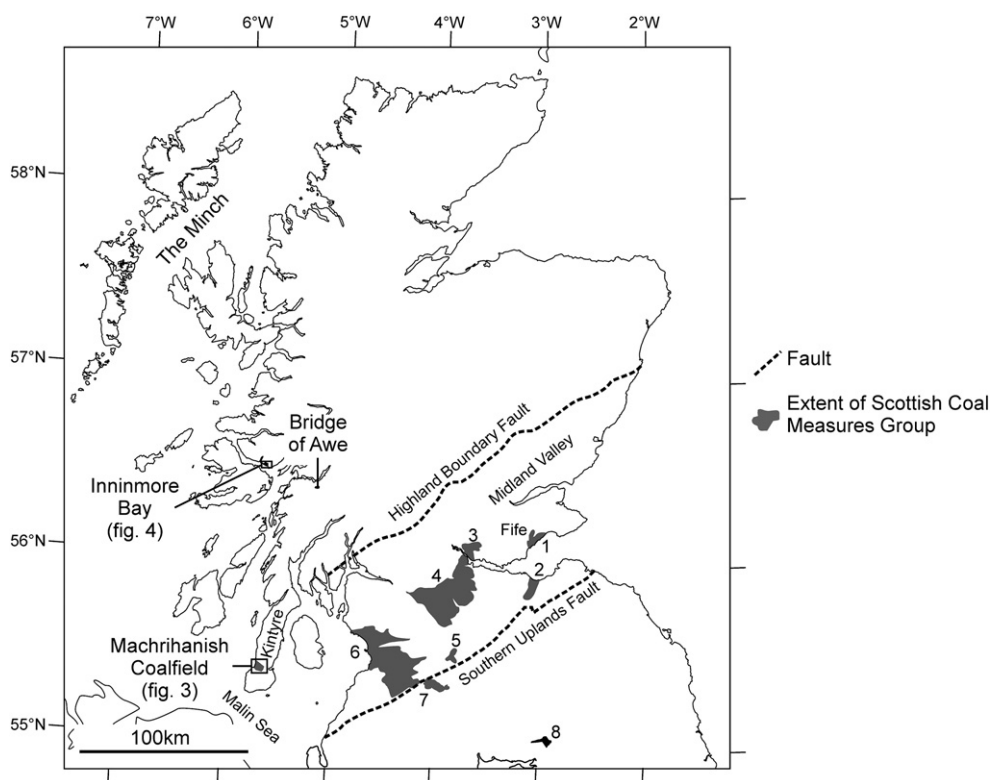 7°W 6°W 5°W 4°W 3°W 2°W
58°N
The Minch
57°N
Bridge
of Awe
Inninmore
Bay
(fig. 4)
Highland Boundary Fault
Midland Valley
56°N
Fife
1
2
3
4
5
6
7
8
Southern Uplands Fault
Machrihanish
Coalfield
(fig. 3)
Kintyre
Malin Sea
55°N
100km
Fault
Extent of Scottish Coal
Measures Group